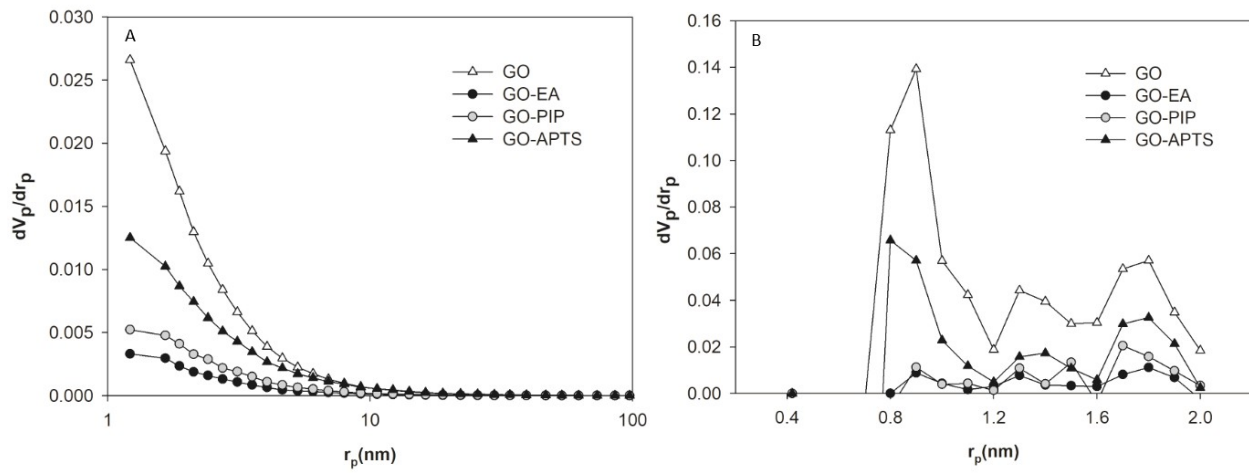 A
0.030
0.025
0.020
0.015
0.010
0.005
0.000
dVp/drp
1
10
100
rp(nm)
GO
GO-EA
GO-PIP
GO-APTS
B
0.16
0.14
0.12
0.10
0.08
0.06
0.04
0.02
0.00
dVp/drp
0.4
0.8
1.2
1.6
2.0
rp(nm)
GO
GO-EA
GO-PIP
GO-APTS